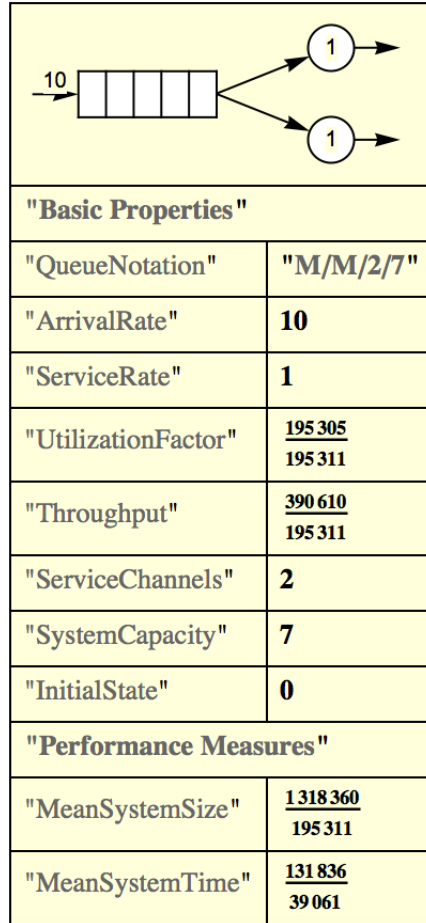 1
10
1
"Basic Properties"
"QueueNotation" "M/M/2/7"
"ArrivalRate" 10
"ServiceRate" 1
"UtilizationFactor" 195 305
195 311
"Throughput" 390 610
195 311
"ServiceChannels" 2
"SystemCapacity" 7
"InitialState" 0
"Performance Measures"
"MeanSystemSize" 1 318 360
195 311
"MeanSystemTime" 131 836
39 061